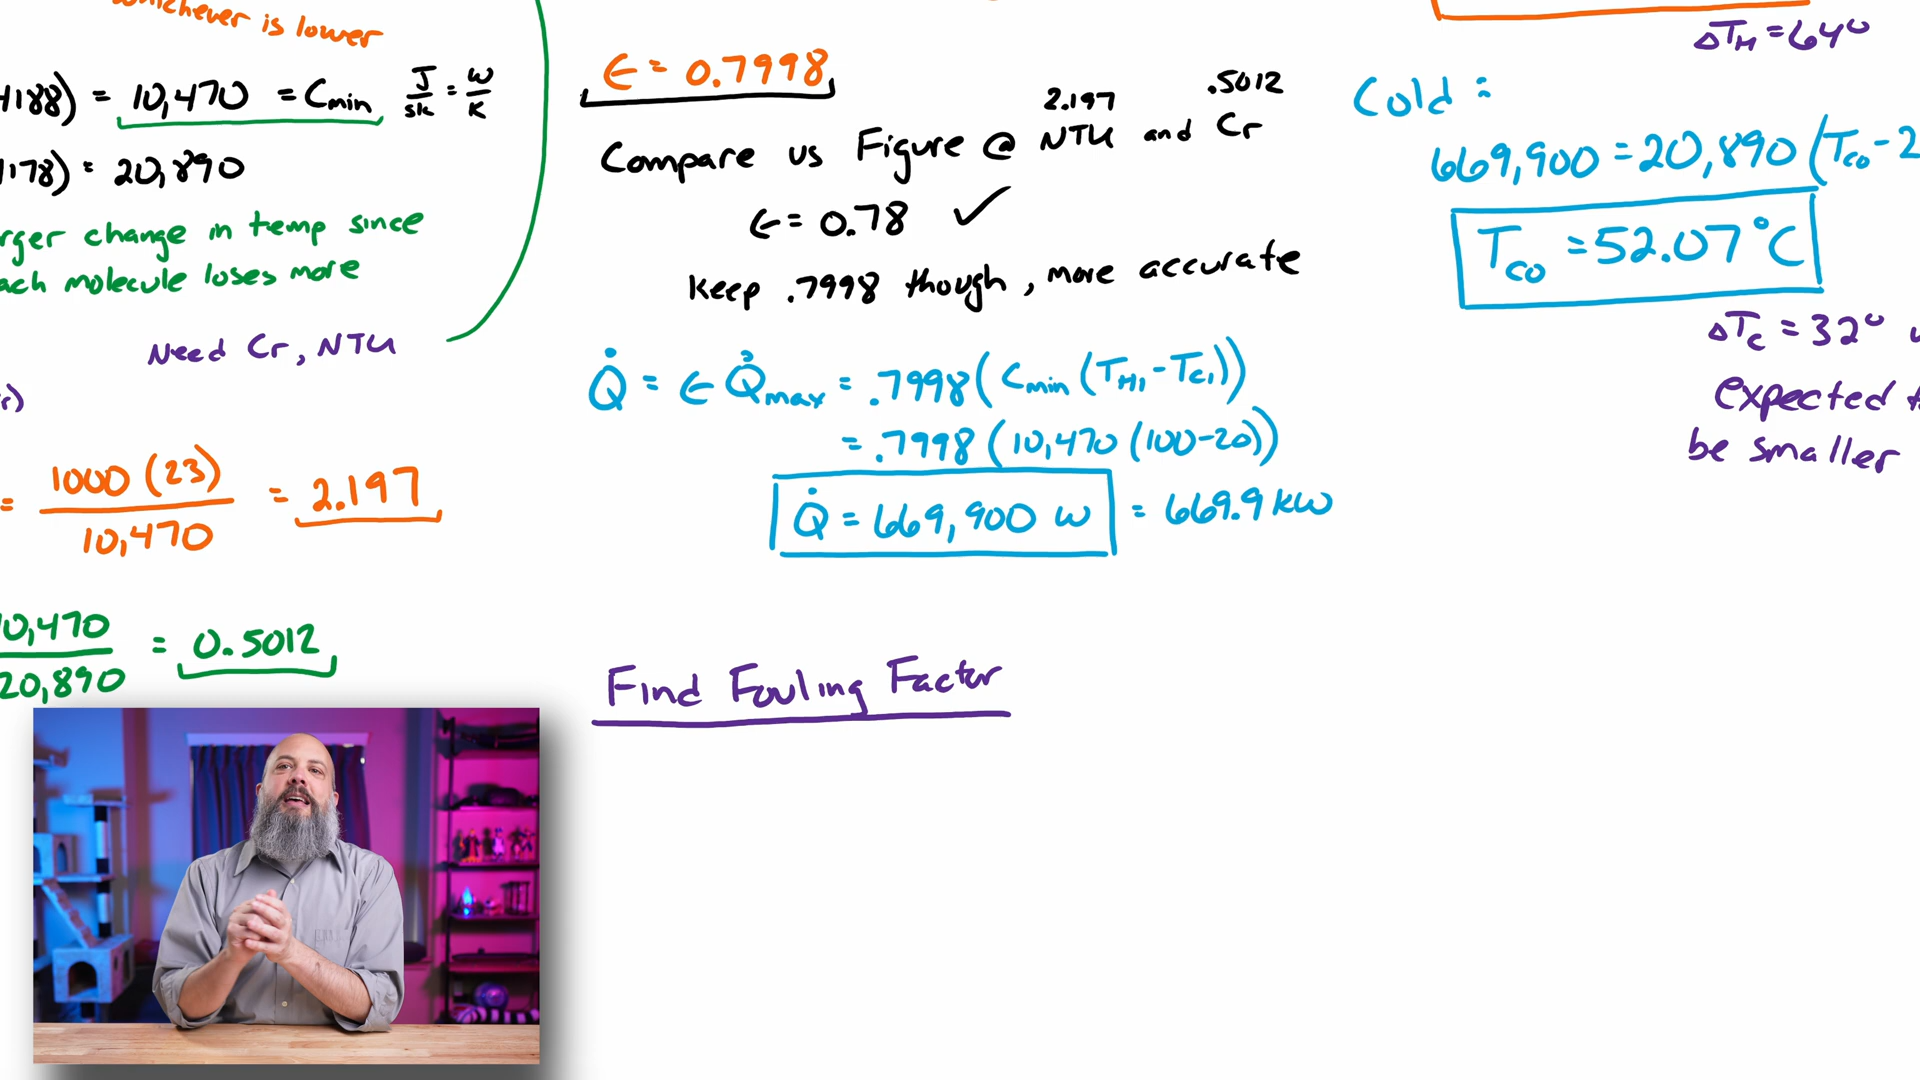 whichever is lower
4188) = 10,470 = Cmin J/sk = W/K
4178) = 20,890
arger change in temp since
each molecule loses more
Need Cr, NTU
r)
= 1000 (23) / 10,470 = 2.197
10,470 / 20,890 = 0.5012
ϵ = 0.7998
2.197 .5012
Compare vs Figure @ NTU and Cr
ϵ = 0.78 ✓
Keep .7998 though, more accurate
Q̇ = ϵ Q̇max = .7998 (Cmin (TH1 - TC1))
= .7998 (10,470 (100-20))
Q̇ = 669,900 W = 669.9 kW
Find Fouling Factor
ΔTH = 64°
Cold:
669,900 = 20,890 (Tco - 2
Tco = 52.07°C
ΔTc = 32°
expected
be smaller